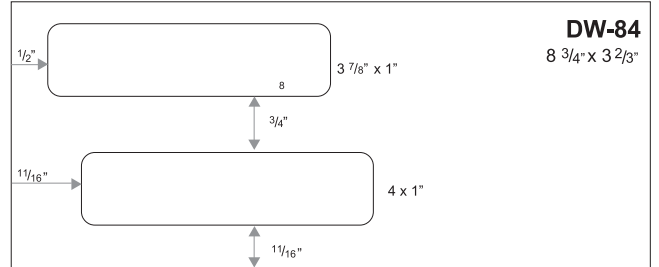 DW-84
8 3/4” x 3 2/3”
1/2”
3 7/8” x 1”
8
3/4”
11/16”
4 x 1”
11/16”